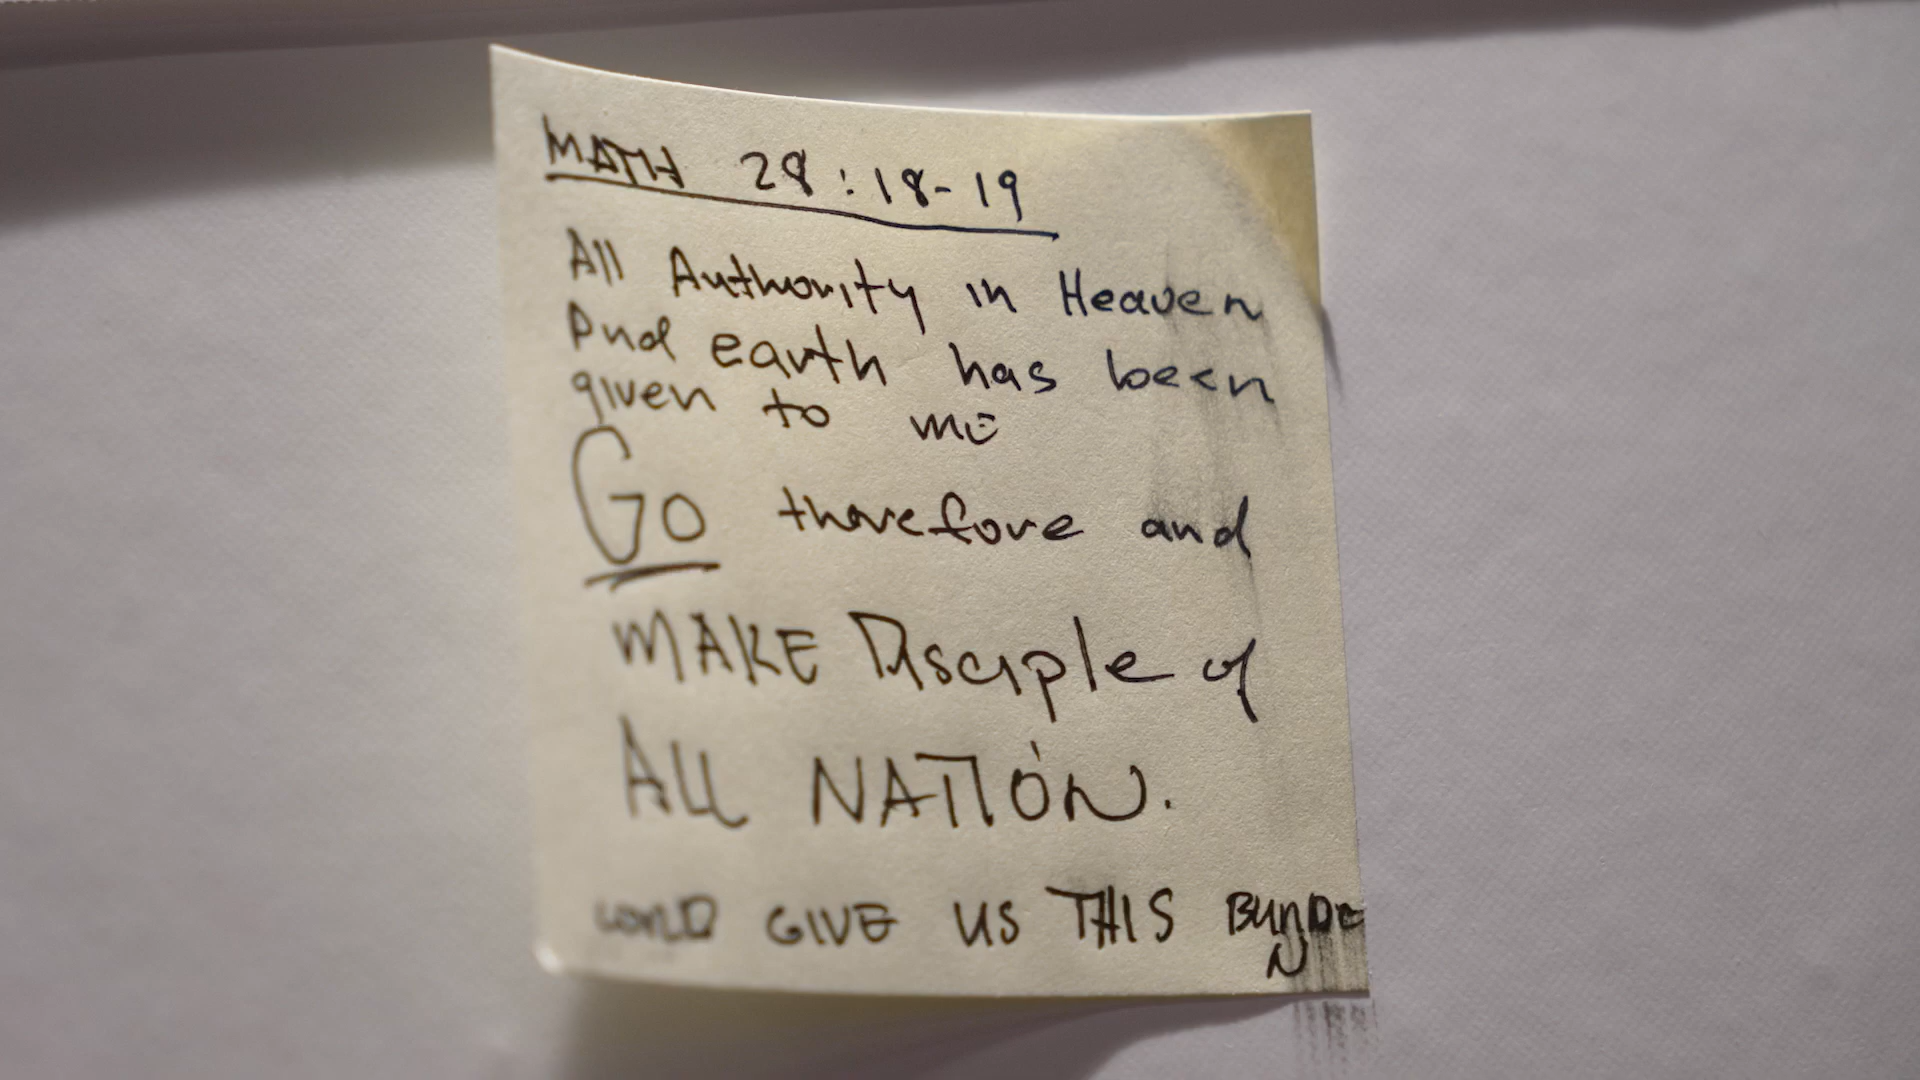 MATH 28:18-19
All Authority in Heaven
And earth has been
given to me
Go therefore and
MAKE Disciple of
All NATION.
GIVE US THIS BURDE
N